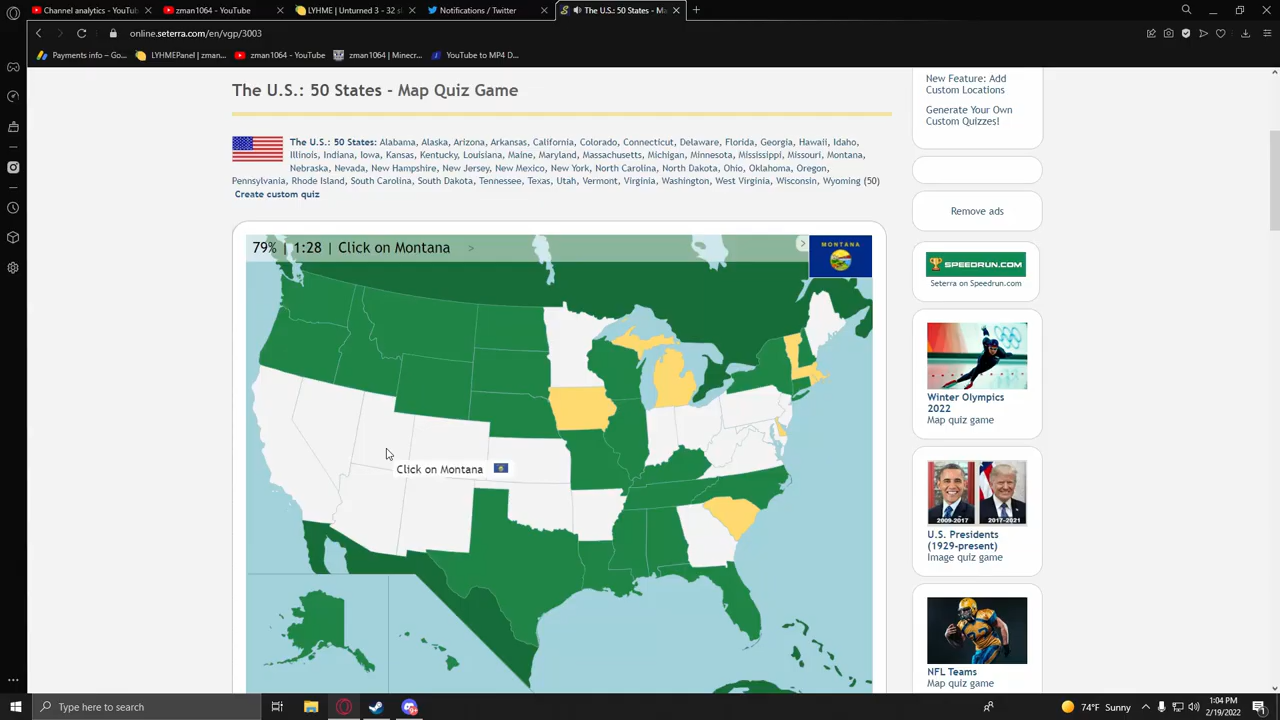 Channel analytics - YouTub
zman1064 - YouTube
LYHME | Unturned 3 - 32 sl
Notifications / Twitter
The U.S.: 50 States - Ma
online.seterra.com/en/vgp/3003
Payments info – Go...
LYHMEPanel | zman...
zman1064 - YouTube
zman1064 | Minecr...
YouTube to MP4 D...
The U.S.: 50 States - Map Quiz Game
The U.S.: 50 States: Alabama, Alaska, Arizona, Arkansas, California, Colorado, Connecticut, Delaware, Florida, Georgia, Hawaii, Idaho,
Illinois, Indiana, Iowa, Kansas, Kentucky, Louisiana, Maine, Maryland, Massachusetts, Michigan, Minnesota, Mississippi, Missouri, Montana,
Nebraska, Nevada, New Hampshire, New Jersey, New Mexico, New York, North Carolina, North Dakota, Ohio, Oklahoma, Oregon,
Pennsylvania, Rhode Island, South Carolina, South Dakota, Tennessee, Texas, Utah, Vermont, Virginia, Washington, West Virginia, Wisconsin, Wyoming (50)
Create custom quiz
79% | 1:28 | Click on Montana >
MONTANA
Click on Montana
New Feature: Add
Custom Locations
Generate Your Own
Custom Quizzes!
Remove ads
SPEEDRUN.COM
Seterra on Speedrun.com
Winter Olympics
2022
Map quiz game
2009-2017
2017-2021
U.S. Presidents
(1929-present)
Image quiz game
NFL Teams
Map quiz game
Type here to search
74°F Sunny
1:04 PM
2/19/2022